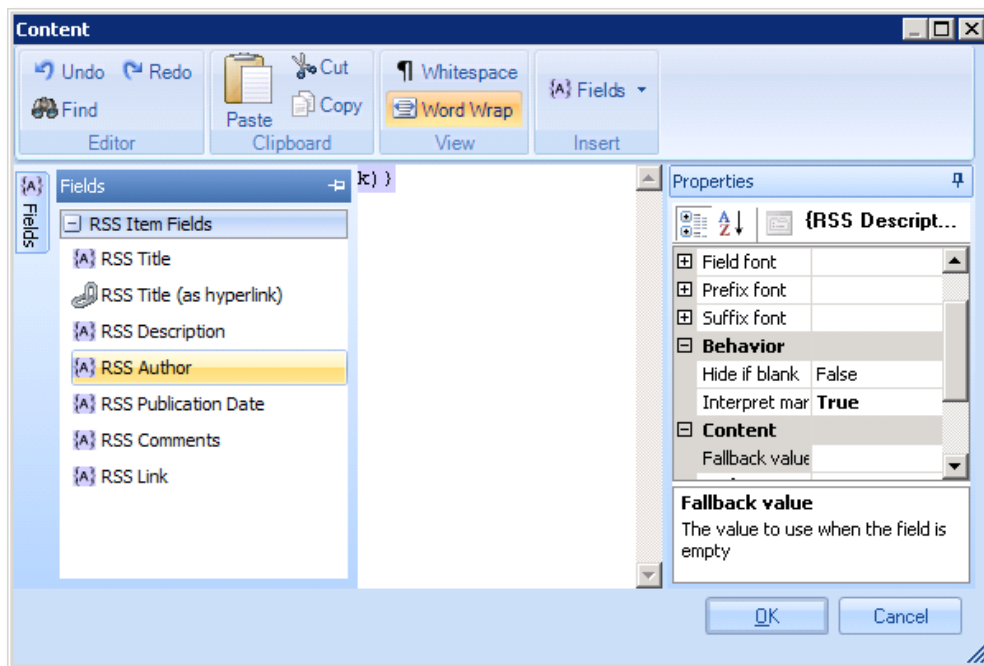 Content
Undo Redo
Find
Editor
Paste
Cut
Copy
Clipboard
Whitespace
Word Wrap
View
{A} Fields
Insert
{A} Fields
Fields
RSS Item Fields
{A} RSS Title
RSS Title (as hyperlink)
{A} RSS Description
{A} RSS Author
{A} RSS Publication Date
{A} RSS Comments
{A} RSS Link
k) }
Properties
A Z {RSS Descript...
Field font
Prefix font
Suffix font
Behavior
Hide if blank False
Interpret mar True
Content
Fallback value
Fallback value
The value to use when the field is
empty
OK Cancel